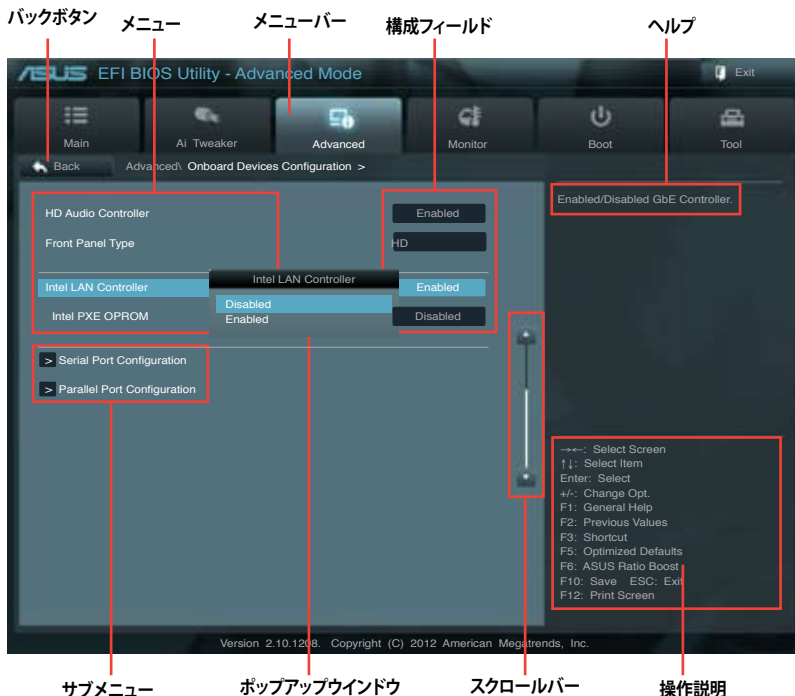 バックボタン
メニュー
メニューバー
構成フィールド
ヘルプ
ASUS EFI BIOS Utility - Advanced Mode
Exit
Main
Ai Tweaker
Advanced
Monitor
Boot
Tool
Back
Advanced\ Onboard Devices Configuration >
HD Audio Controller
Enabled
Front Panel Type
HD
Intel LAN Controller
Enabled
Intel PXE OPROM
Disabled
Intel LAN Controller
Disabled
Enabled
> Serial Port Configuration
> Parallel Port Configuration
Enabled/Disabled GbE Controller.
→←: Select Screen
↑↓: Select Item
Enter: Select
+/-: Change Opt.
F1: General Help
F2: Previous Values
F3: Shortcut
F5: Optimized Defaults
F6: ASUS Ratio Boost
F10: Save ESC: Exit
F12: Print Screen
Version 2.10.1208. Copyright (C) 2012 American Megatrends, Inc.
サブメニュー
ポップアップウインドウ
スクロールバー
操作説明